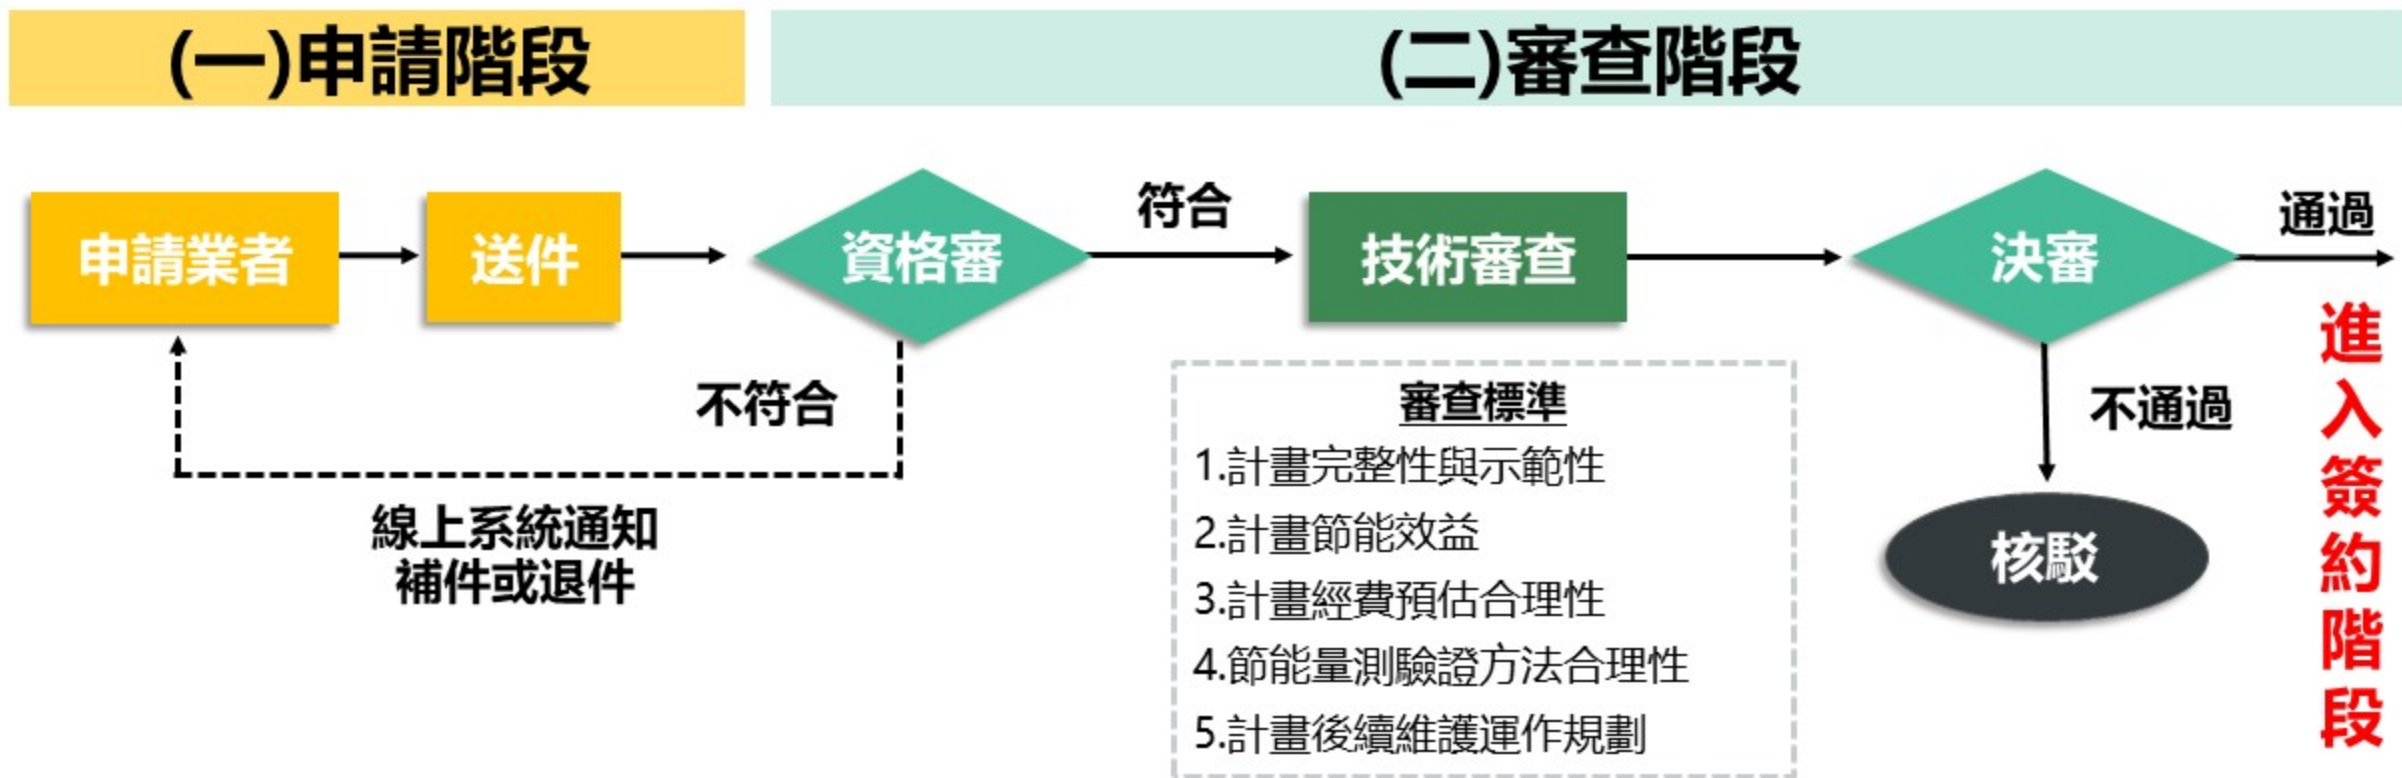 (一)申請階段
(二)審查階段
申請業者
送件
資格審
符合
技術審查
決審
通過
不符合
線上系統通知
補件或退件
審查標準
1.計畫完整性與示範性
2.計畫節能效益
3.計畫經費預估合理性
4.節能量測驗證方法合理性
5.計畫後續維護運作規劃
不通過
核駁
進入簽約階段